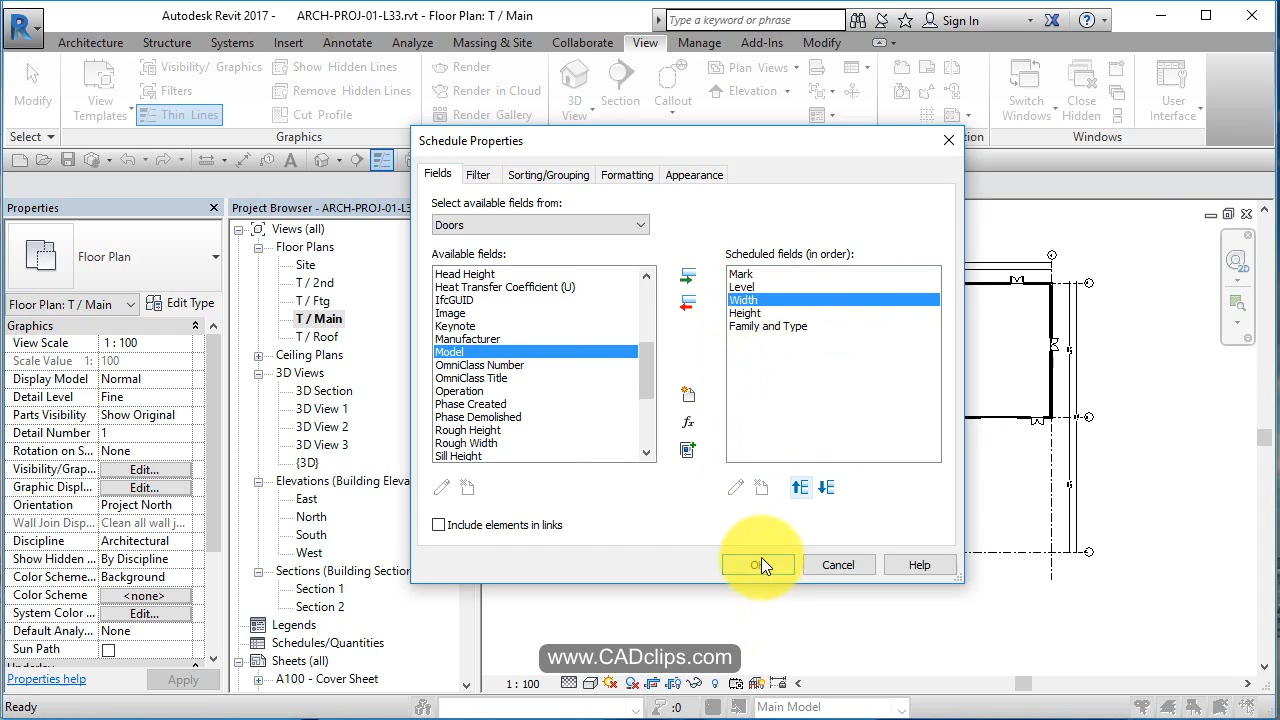 Autodesk Revit 2017 - ARCH-PROJ-01-L33.rvt - Floor Plan: T / Main
Type a keyword or phrase
Sign In
Architecture Structure Systems Insert Annotate Analyze Massing & Site Collaborate View Manage Add-Ins Modify
Modify
View
Templates
Visibility/ Graphics
Filters
Thin Lines
Show Hidden Lines
Remove Hidden Lines
Cut Profile
Render
Render in Cloud
Render Gallery
3D
View
Section
Callout
Plan Views
Elevation
Switch
Windows
Close
Hidden
User
Interface
Select
Graphics
Windows
Properties
Floor Plan
Floor Plan: T / Main
Edit Type
Graphics
View Scale 1 : 100
Scale Value 1: 100
Display Model Normal
Detail Level Fine
Parts Visibility Show Original
Detail Number 1
Rotation on S... None
Visibility/Grap... Edit...
Graphic Displ... Edit...
Orientation Project North
Wall Join Disp... Clean all wall j...
Discipline Architectural
Show Hidden ... By Discipline
Color Scheme... Background
Color Scheme <none>
System Color ... Edit...
Default Analy... None
Sun Path
Properties help
Apply
Project Browser - ARCH-PROJ-01-L3
Views (all)
Floor Plans
Site
T / 2nd
T / Ftg
T / Main
T / Roof
Ceiling Plans
3D Views
3D Section
3D View 1
3D View 2
3D View 3
{3D}
Elevations (Building Eleva
East
North
South
West
Sections (Building Section
Section 1
Section 2
Legends
Schedules/Quantities
Sheets (all)
A100 - Cover Sheet
Schedule Properties
Fields Filter Sorting/Grouping Formatting Appearance
Select available fields from:
Doors
Available fields:
Head Height
Heat Transfer Coefficient (U)
IfcGUID
Image
Keynote
Manufacturer
Model
OmniClass Number
OmniClass Title
Operation
Phase Created
Phase Demolished
Rough Height
Rough Width
Sill Height
Scheduled fields (in order):
Mark
Level
Width
Height
Family and Type
Include elements in links
Cancel
Help
www.CADclips.com
1 : 100
Ready
:0
Main Model